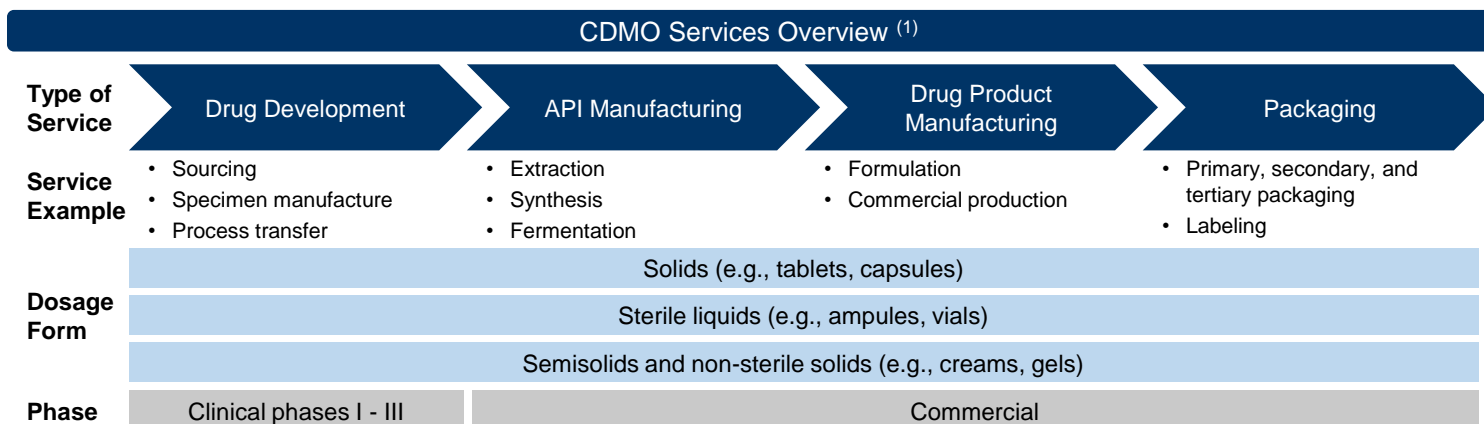 CDMO Services Overview (1)
Type of
Service
Drug Development
API Manufacturing
Drug Product
Manufacturing
Packaging
Service
Example
• Sourcing
• Specimen manufacture
• Process transfer
• Extraction
• Synthesis
• Fermentation
• Formulation
• Commercial production
• Primary, secondary, and
tertiary packaging
• Labeling
Dosage
Form
Solids (e.g., tablets, capsules)
Sterile liquids (e.g., ampules, vials)
Semisolids and non-sterile solids (e.g., creams, gels)
Phase
Clinical phases I - III
Commercial